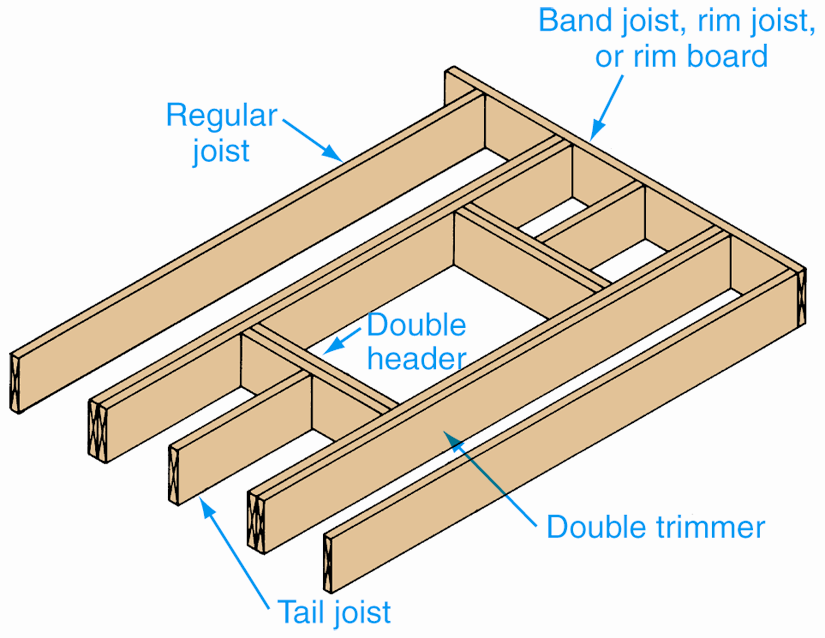 Band joist, rim joist,
or rim board
Regular
joist
Double
header
Double trimmer
Tail joist